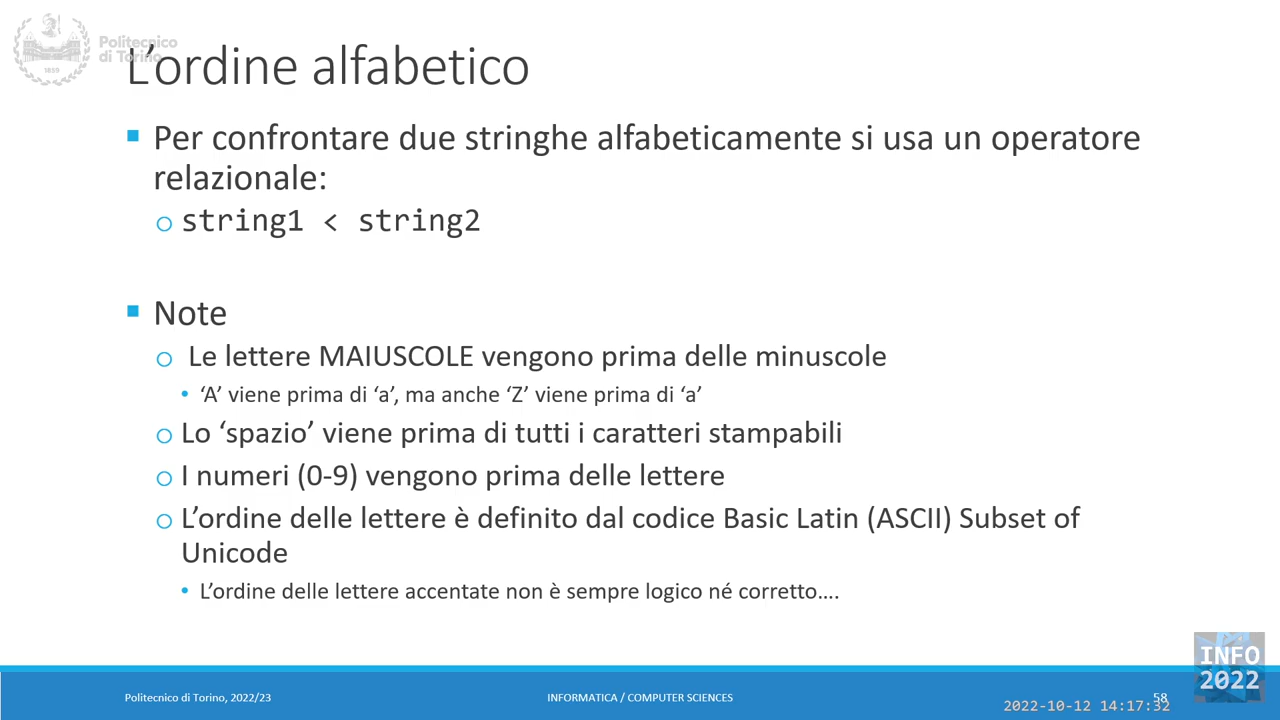 Politecnico
di Torino
1859
L'ordine alfabetico
▪ Per confrontare due stringhe alfabeticamente si usa un operatore
relazionale:
o string1 < string2
▪ Note
o Le lettere MAIUSCOLE vengono prima delle minuscole
• ‘A’ viene prima di ‘a’, ma anche ‘Z’ viene prima di ‘a’
o Lo ‘spazio’ viene prima di tutti i caratteri stampabili
o I numeri (0-9) vengono prima delle lettere
o L’ordine delle lettere è definito dal codice Basic Latin (ASCII) Subset of
Unicode
• L’ordine delle lettere accentate non è sempre logico né corretto….
INFO
2022
Politecnico di Torino, 2022/23
INFORMATICA / COMPUTER SCIENCES
58
2022-10-12 14:17:32